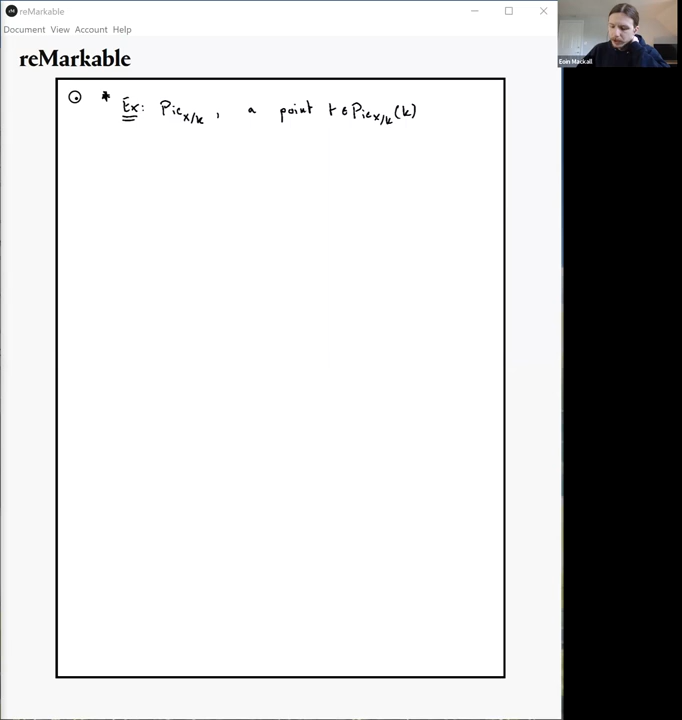 reMarkable
Document View Account Help
reMarkable
Eoin Mackall
* Ex: Pic_{X/k}, a point t ∈ Pic_{X/k}(k)